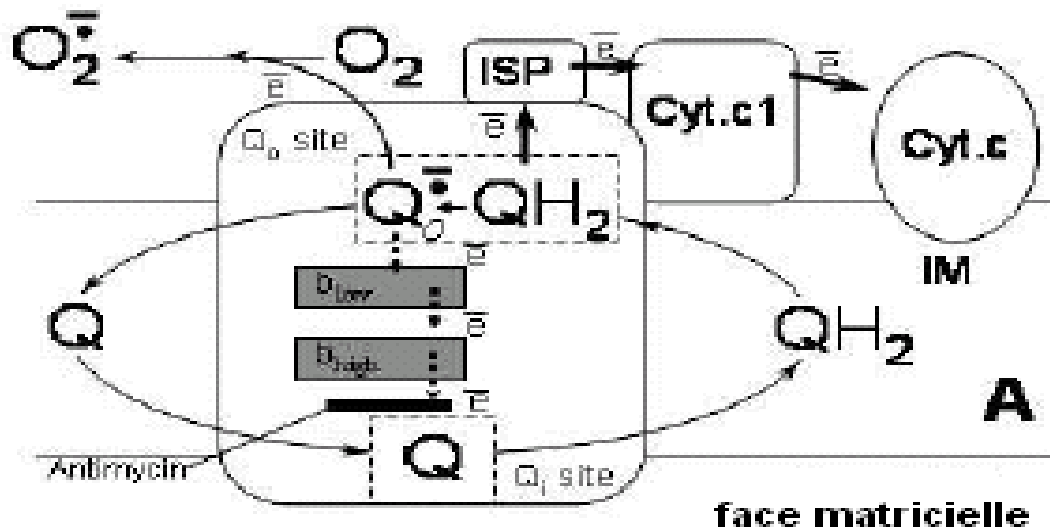 O₂•̄ O₂ e̅ ISP e̅ Cyt.c1 e̅ Cyt.c
e̅
Qo site
Q•̄o QH₂
e̅
IM
bLow
Q e̅ QH₂
bhigh
e̅ A
Q
Antimycin Qi site
face matricielle